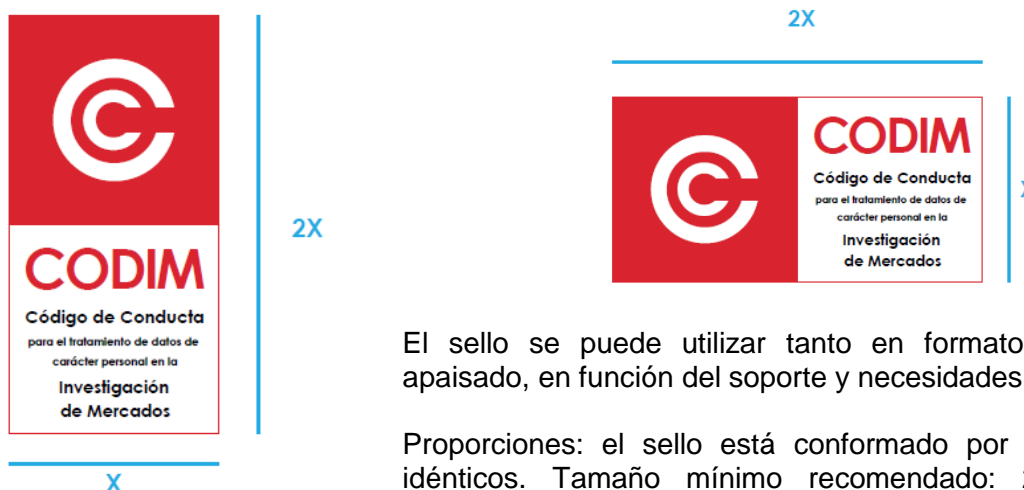 CODIM
Código de Conducta
para el tratamiento de datos de
carácter personal en la
Investigación
de Mercados
2X
X
2X
CODIM
Código de Conducta
para el tratamiento de datos de
carácter personal en la
Investigación
de Mercados
El sello se puede utilizar tanto en formato
apaisado, en función del soporte y necesidades
Proporciones: el sello está conformado por
idénticos. Tamaño mínimo recomendado: